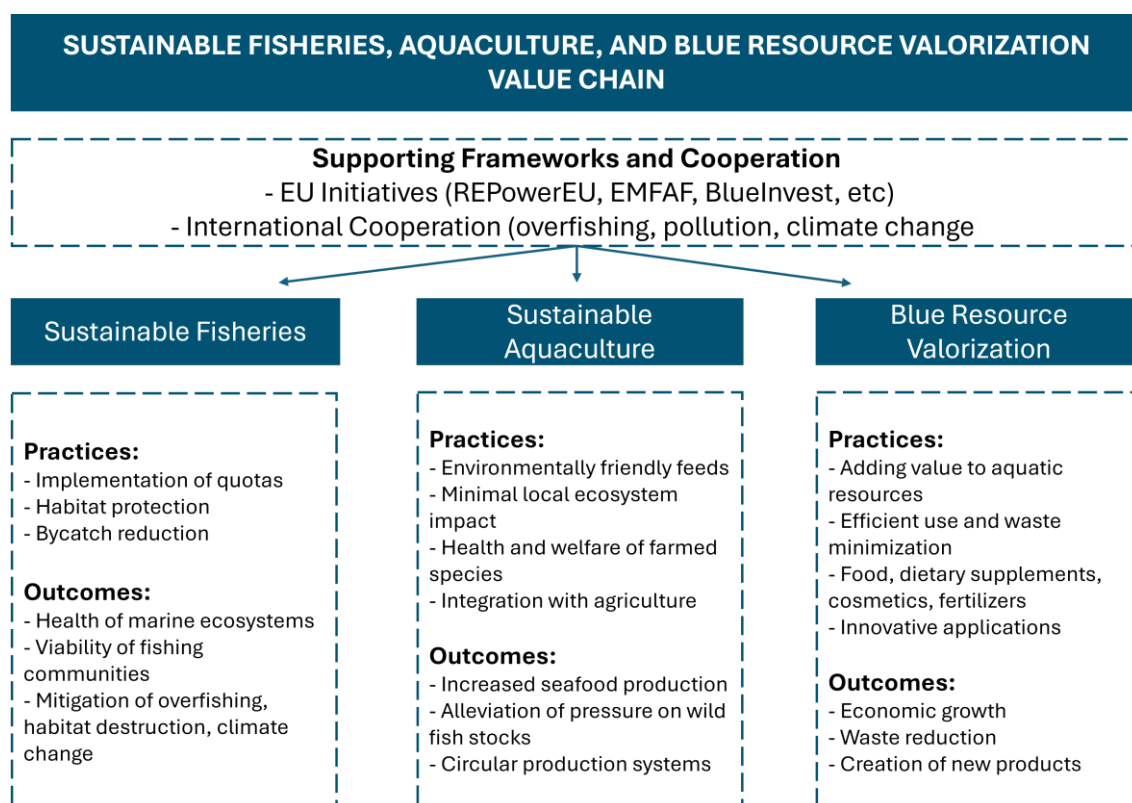 SUSTAINABLE FISHERIES, AQUACULTURE, AND BLUE RESOURCE VALORIZATION
VALUE CHAIN
Supporting Frameworks and Cooperation
- EU Initiatives (REPowerEU, EMFAF, BlueInvest, etc)
- International Cooperation (overfishing, pollution, climate change
Sustainable Fisheries
Practices:
- Implementation of quotas
- Habitat protection
- Bycatch reduction
Outcomes:
- Health of marine ecosystems
- Viability of fishing
communities
- Mitigation of overfishing,
habitat destruction, climate
change
Sustainable
Aquaculture
Practices:
- Environmentally friendly feeds
- Minimal local ecosystem
impact
- Health and welfare of farmed
species
- Integration with agriculture
Outcomes:
- Increased seafood production
- Alleviation of pressure on wild
fish stocks
- Circular production systems
Blue Resource
Valorization
Practices:
- Adding value to aquatic
resources
- Efficient use and waste
minimization
- Food, dietary supplements,
cosmetics, fertilizers
- Innovative applications
Outcomes:
- Economic growth
- Waste reduction
- Creation of new products